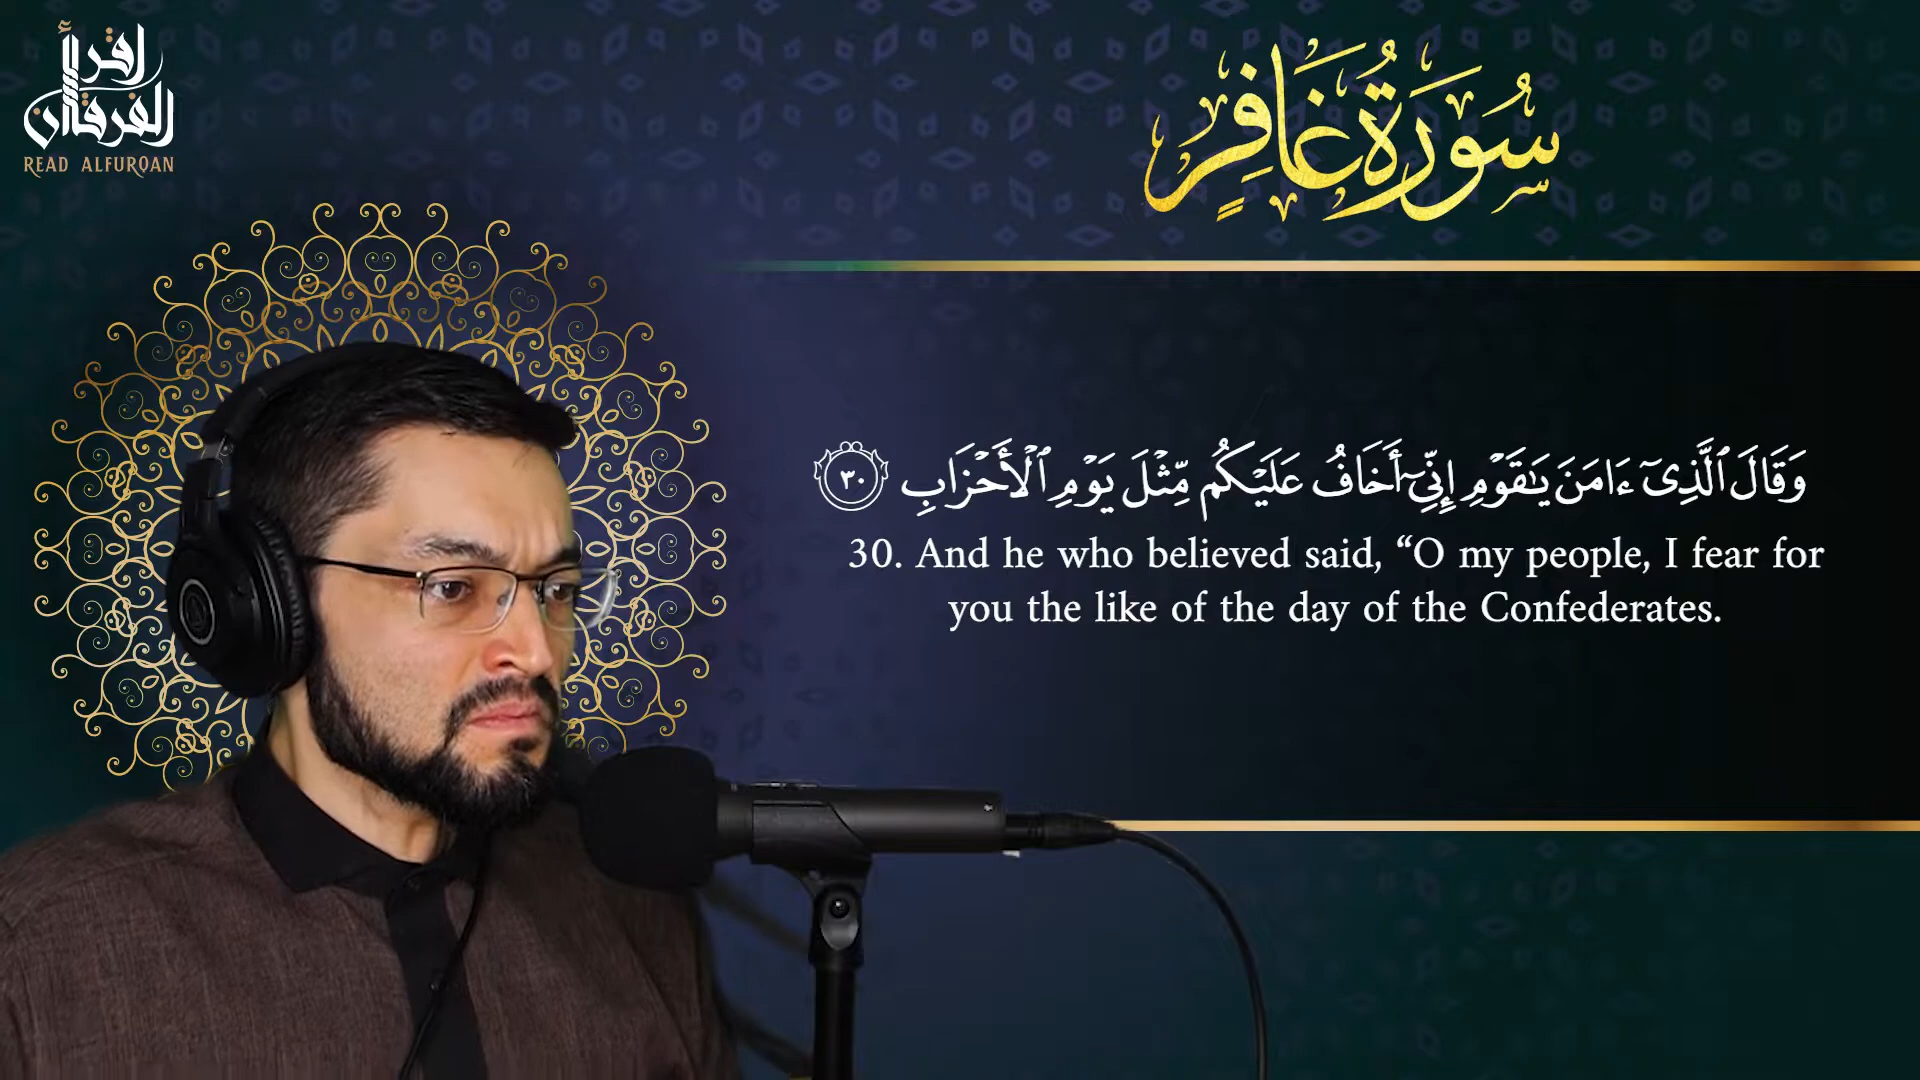 اقرأ
الفرقان
READ ALFURQAN
سُورَةُ غَافِرٍ
وَقَالَ ٱلَّذِىٓ ءَامَنَ يَـٰقَوْمِ إِنِّىٓ أَخَافُ عَلَيْكُم مِّثْلَ يَوْمِ ٱلْأَحْزَابِ ٣٠
30. And he who believed said, “O my people, I fear for
you the like of the day of the Confederates.